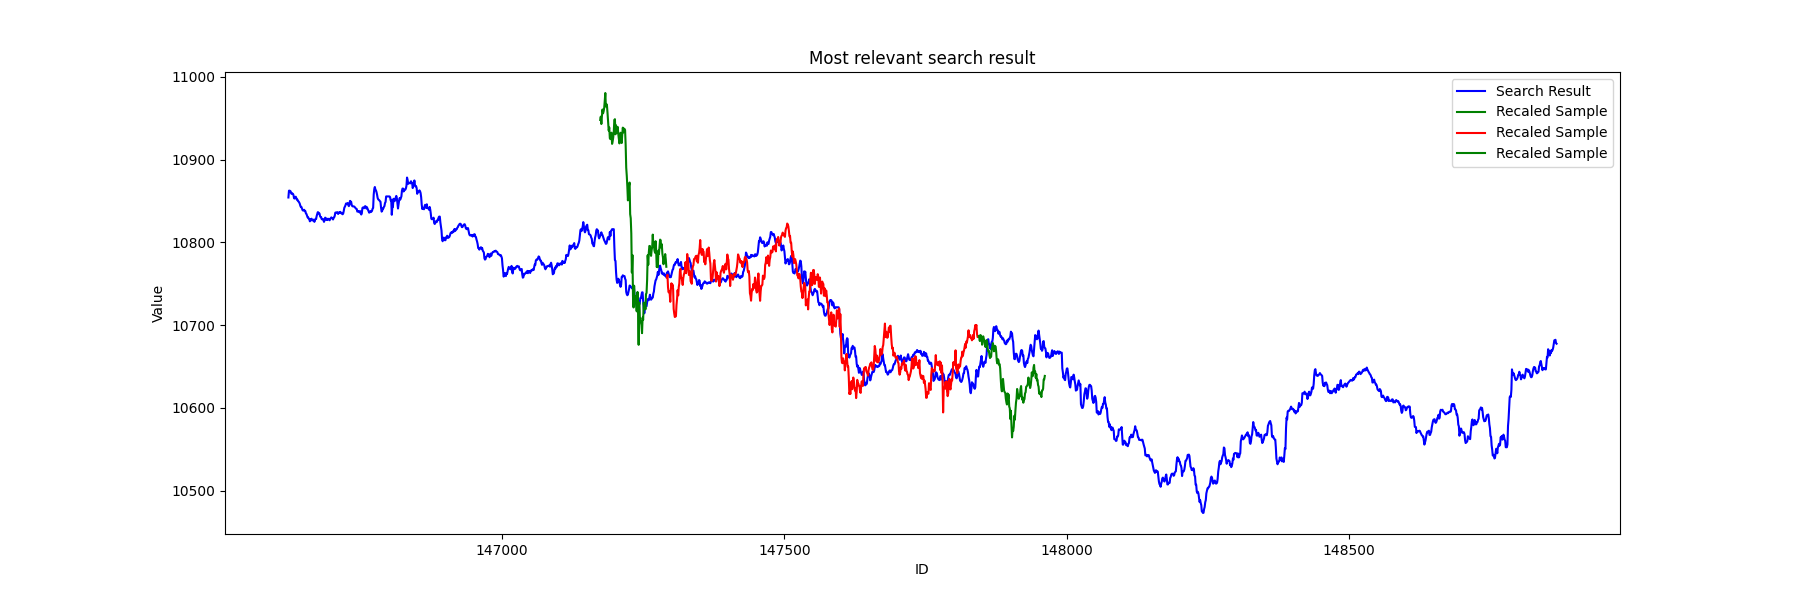 Most relevant search result
11000
10900
10800
10700
10600
10500
Value
147000
147500
148000
148500
ID
Search Result
Recaled Sample
Recaled Sample
Recaled Sample